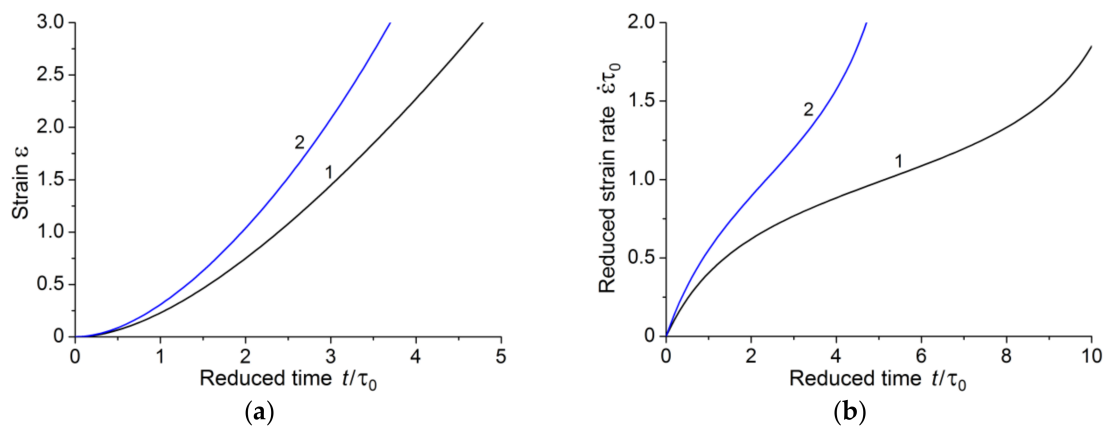 3.0
2.5
2.0
1.5
1.0
0.5
0
Strain ε
2
1
0 1 2 3 4 5
Reduced time t/τ₀
(a)
2.0
1.5
1.0
0.5
0
Reduced strain rate ε̇τ₀
2
1
0 2 4 6 8 10
Reduced time t/τ₀
(b)